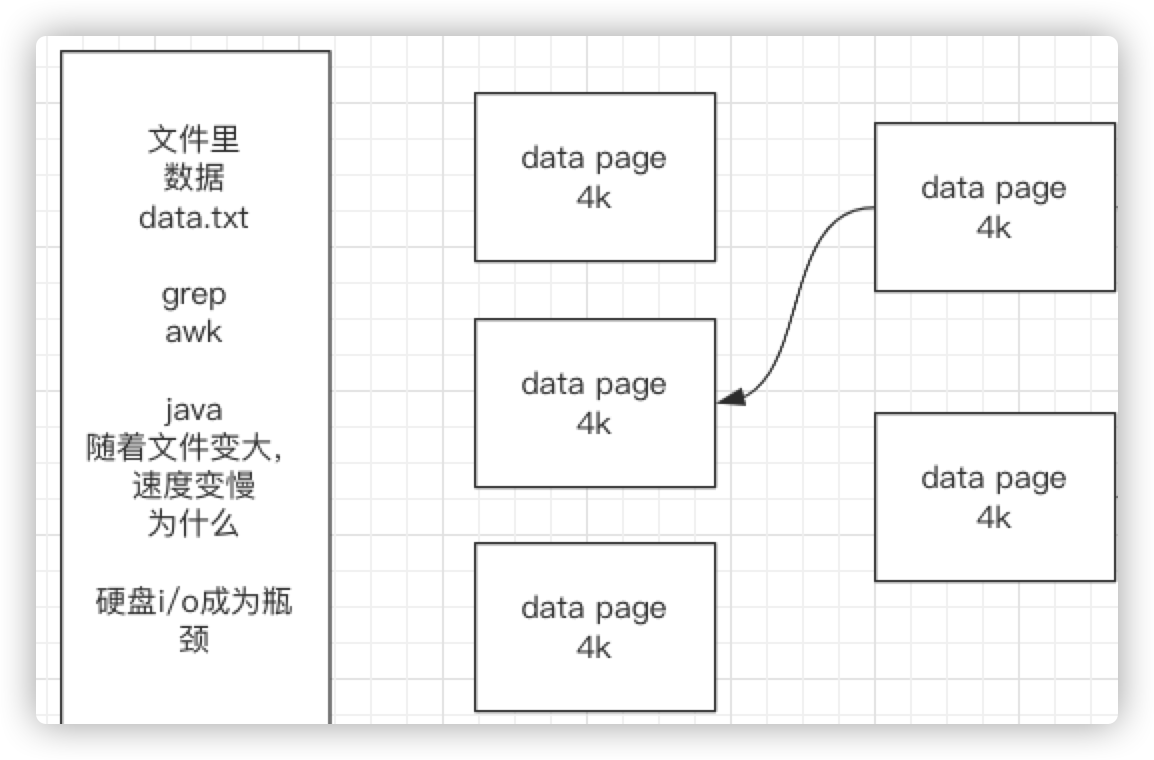 文件里
数据
data.txt
grep
awk
java
随着文件变大，
速度变慢
为什么
硬盘i/o成为瓶
颈
data page
4k
data page
4k
data page
4k
data page
4k
data page
4k